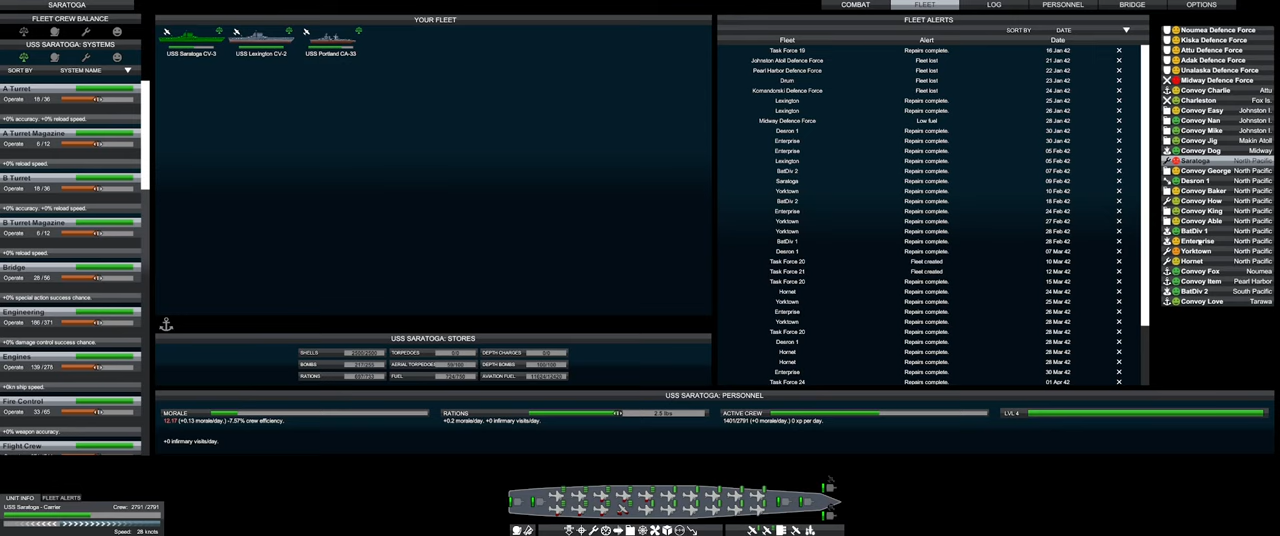 SARATOGA
COMBAT
FLEET
LOG
PERSONNEL
BRIDGE
OPTIONS
FLEET CREW BALANCE
USS SARATOGA: SYSTEMS
SORT BY SYSTEM NAME
A Turret
Operate 18 / 36
+0% accuracy. +0% reload speed.
A Turret Magazine
Operate 6 / 12
+0% reload speed.
B Turret
Operate 18 / 36
+0% accuracy. +0% reload speed.
B Turret Magazine
Operate 6 / 12
+0% reload speed.
Bridge
Operate 28 / 56
+0% special action success chance.
Engineering
Operate 186 / 371
+0% damage control success chance.
Engines
Operate 139 / 278
+0kn ship speed.
Fire Control
Operate 33 / 65
+0% weapon accuracy.
Flight Crew
YOUR FLEET
USS Saratoga CV-3
USS Lexington CV-2
USS Portland CA-33
USS SARATOGA: STORES
SHELLS 2500/2500 TORPEDOES 0/0 DEPTH CHARGES 0/0
BOMBS AERIAL TORPEDOES DEPTH BOMBS 100/100
RATIONS FUEL AVIATION FUEL
FLEET ALERTS
SORT BY DATE
Fleet Alert Date
Task Force 19 Repairs complete. 16 Jan 42
Johnston Atoll Defence Force Fleet lost 21 Jan 42
Pearl Harbor Defence Force Fleet lost 22 Jan 42
Drum Fleet lost 23 Jan 42
Komandorski Defence Force Fleet lost 24 Jan 42
Lexington Repairs complete. 25 Jan 42
Lexington Repairs complete. 26 Jan 42
Midway Defence Force Low fuel 28 Jan 42
Desron 1 Repairs complete. 30 Jan 42
Enterprise Repairs complete. 30 Jan 42
Enterprise Repairs complete. 05 Feb 42
Lexington Repairs complete. 05 Feb 42
BatDiv 2 Repairs complete. 07 Feb 42
Saratoga Repairs complete. 09 Feb 42
Yorktown Repairs complete. 10 Feb 42
BatDiv 2 Repairs complete. 18 Feb 42
Enterprise Repairs complete. 24 Feb 42
Yorktown Repairs complete. 27 Feb 42
Yorktown Repairs complete. 28 Feb 42
BatDiv 1 Repairs complete. 28 Feb 42
Desron 1 Repairs complete. 07 Mar 42
Task Force 20 Fleet created 10 Mar 42
Task Force 21 Fleet created 12 Mar 42
Task Force 20 Repairs complete. 15 Mar 42
Hornet Repairs complete. 24 Mar 42
Yorktown Repairs complete. 25 Mar 42
Enterprise Repairs complete. 26 Mar 42
Yorktown Repairs complete. 28 Mar 42
Task Force 20 Repairs complete. 28 Mar 42
Desron 1 Repairs complete. 28 Mar 42
Hornet Repairs complete. 28 Mar 42
Hornet Repairs complete. 28 Mar 42
Enterprise Repairs complete. 30 Mar 42
Task Force 24 Repairs complete. 01 Apr 42
Noumea Defence Force
Kiska Defence Force
Attu Defence Force
Adak Defence Force
Unalaska Defence Force
Midway Defence Force
Convoy Charlie Attu
Charleston Fox Is.
Convoy Easy Johnston I.
Convoy Nan Johnston I.
Convoy Mike Johnston I.
Convoy Jig Makin Atoll
Convoy Dog Midway
Saratoga North Pacific
Convoy George North Pacific
Desron 1 North Pacific
Convoy Baker North Pacific
Convoy How North Pacific
Convoy King North Pacific
Convoy Able North Pacific
BatDiv 1 North Pacific
Enterprise North Pacific
Yorktown North Pacific
Hornet North Pacific
Convoy Fox Noumea
Convoy Item Pearl Harbor
BatDiv 2 South Pacific
Convoy Love Tarawa
USS SARATOGA: PERSONNEL
MORALE
12.17 (+0.13 morale/day.) -7.57% crew efficiency.
+0 infirmary visits/day.
RATIONS 2.5 lbs
+0.2 morale/day. +0 infirmary visits/day.
ACTIVE CREW
1401/2791 (+0 morale/day.) 0 xp per day.
LVL 4
UNIT INFO FLEET ALERTS
USS Saratoga - Carrier Crew: 2791 / 2791
Speed: 28 knots